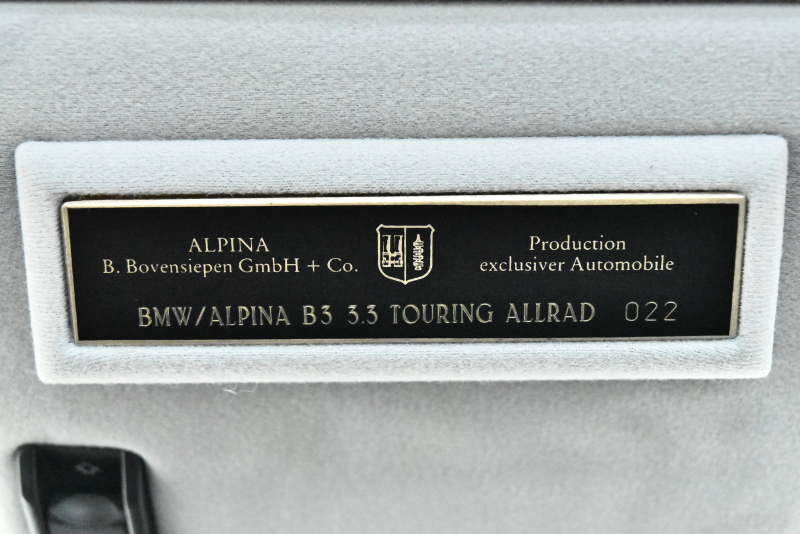 ALPINA
B. Bovensiepen GmbH + Co.
Production
exclusiver Automobile
BMW/ALPINA B3 3.3 TOURING ALLRAD 022